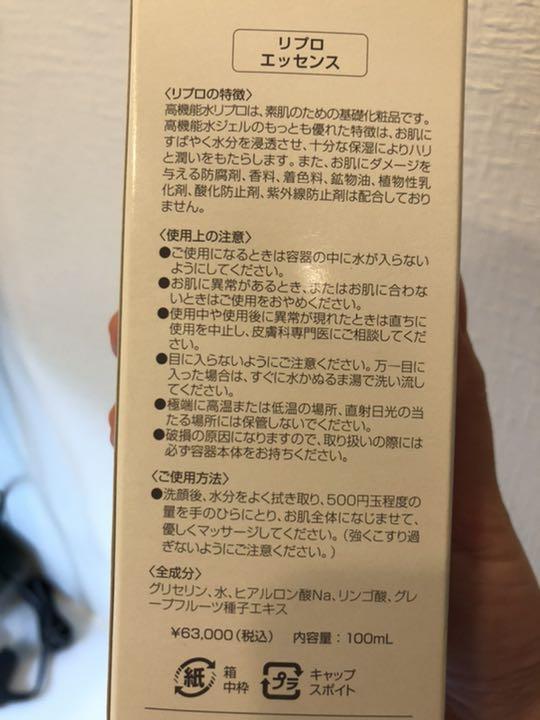 リプロ
エッセンス
〈リプロの特徴〉
高機能水リプロは、素肌のための基礎化粧品です。
高機能水ジェルのもっとも優れた特徴は、お肌に
すばやく水分を浸透させ、十分な保湿によりハリ
と潤いをもたらします。また、お肌にダメージを
与える防腐剤、香料、着色料、鉱物油、植物性乳
化剤、酸化防止剤、紫外線防止剤は配合しており
ません。
〈使用上の注意〉
●ご使用になるときは容器の中に水が入らない
ようにしてください。
●お肌に異常があるとき、またはお肌に合わな
いときはご使用をおやめください。
●使用中や使用後に異常が現れたときは直ちに
使用を中止し、皮膚科専門医にご相談してくだ
さい。
●目に入らないようにご注意ください。万一目に
入った場合は、すぐに水かぬるま湯で洗い流し
てください。
●極端に高温または低温の場所、直射日光の当
たる場所には保管しないでください。
●破損の原因になりますので、取り扱いの際には
必ず容器本体をお持ちください。
〈ご使用方法〉
●洗顔後、水分をよく拭き取り、500円玉程度の
量を手のひらにとり、お肌全体になじませて、
優しくマッサージしてください。(強くこすり過
ぎないようにご注意ください。)
〈全成分〉
グリセリン、水、ヒアルロン酸Na、リンゴ酸、グレ
ープフルーツ種子エキス
¥63,000(税込) 内容量:100mL
紙 箱 プラ キャップ
中枠 スポイト